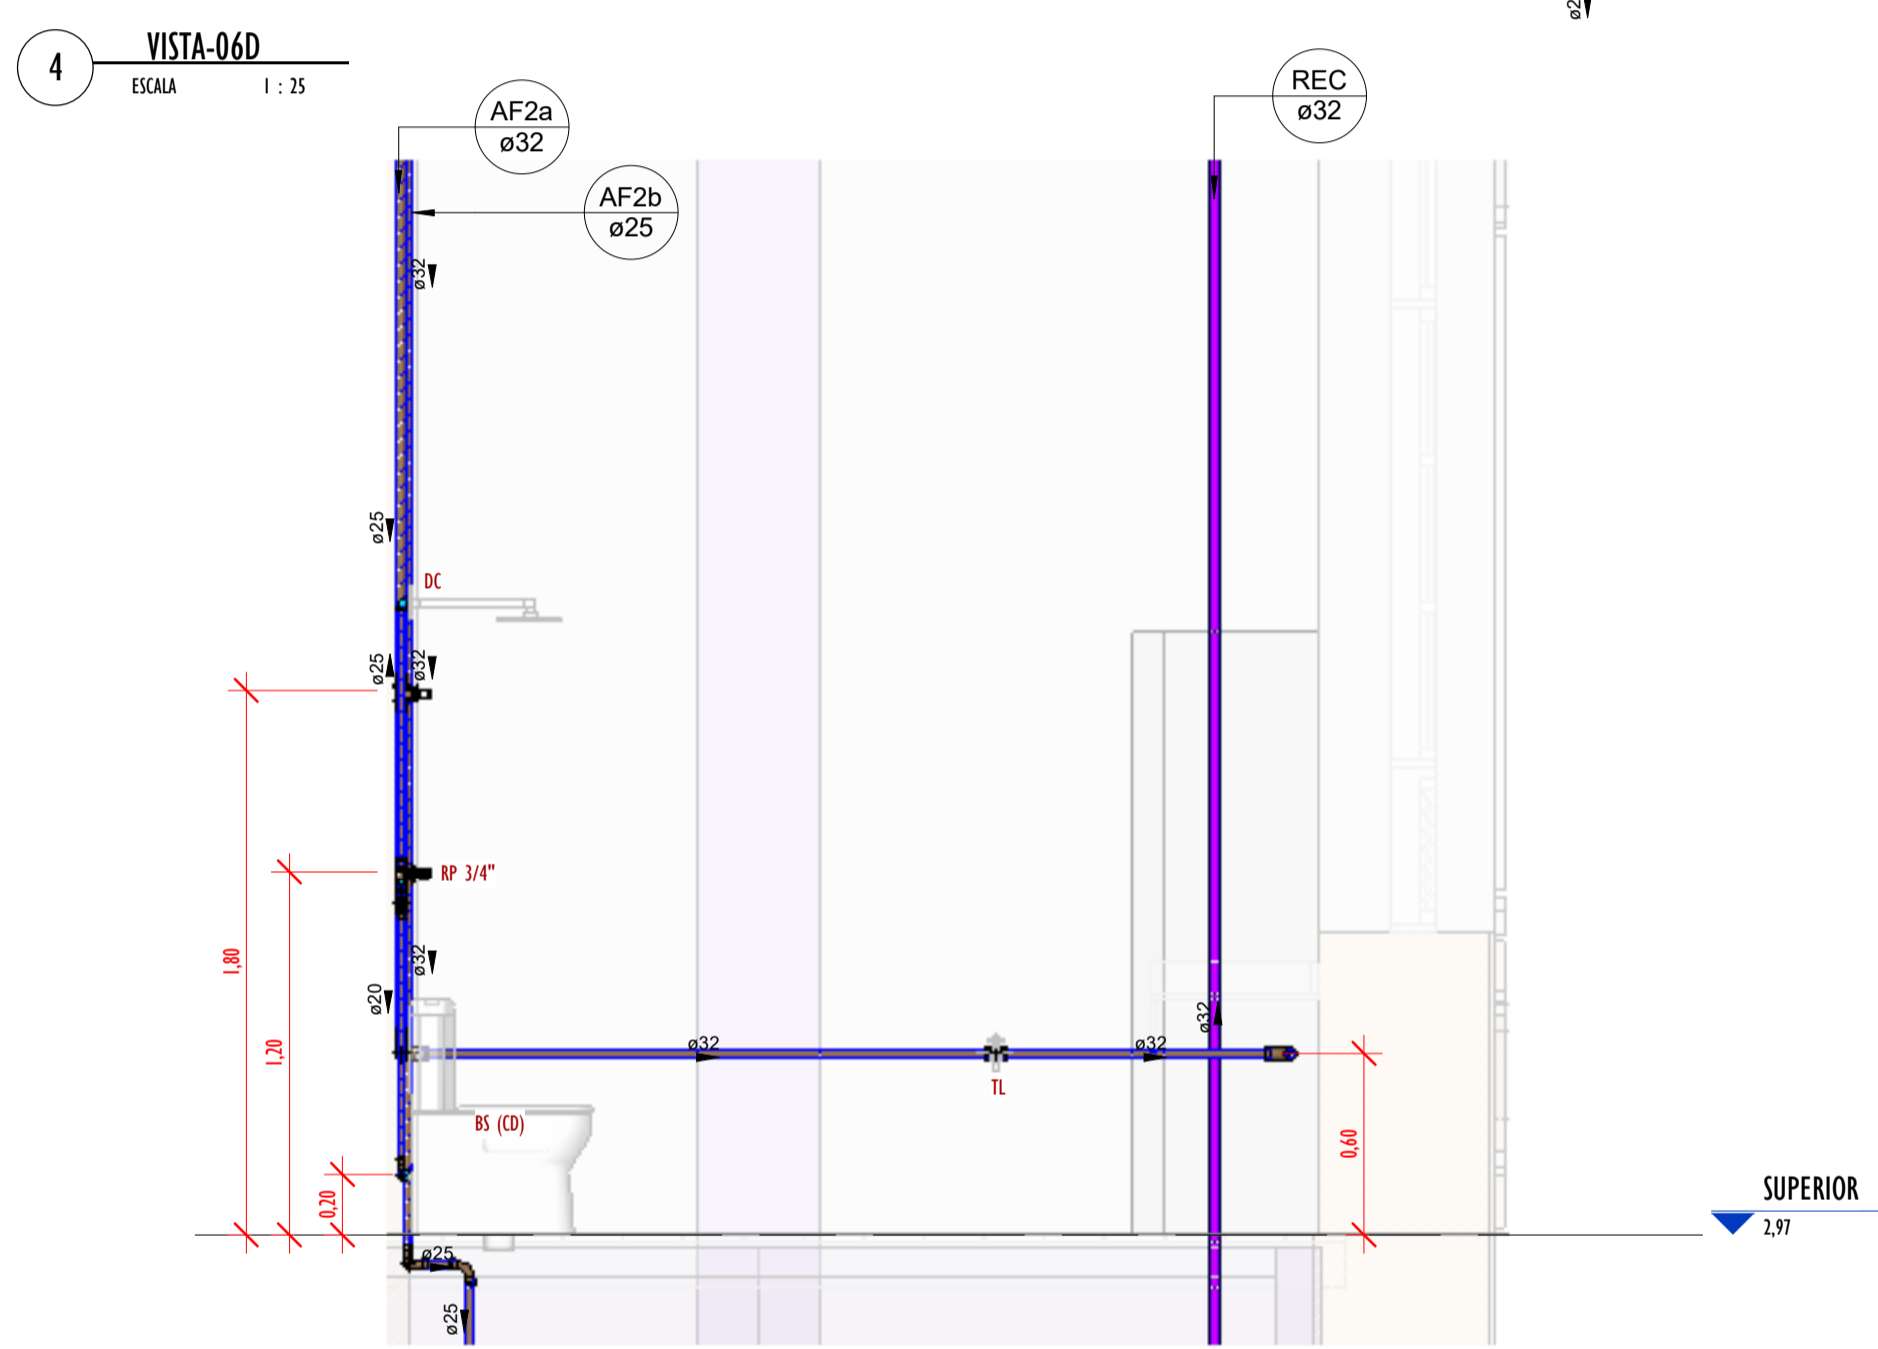 ø2
4
VISTA-06D
ESCALA 1 : 25
REC
ø32
AF2a
ø32
AF2b
ø25
ø32
ø25
DC
ø25
ø32
RP 3/4"
1,80
ø32
ø20
ø32
ø32
ø32
1,20
TL
BS (CD)
0,60
0,20
SUPERIOR
2,97
ø25
ø25